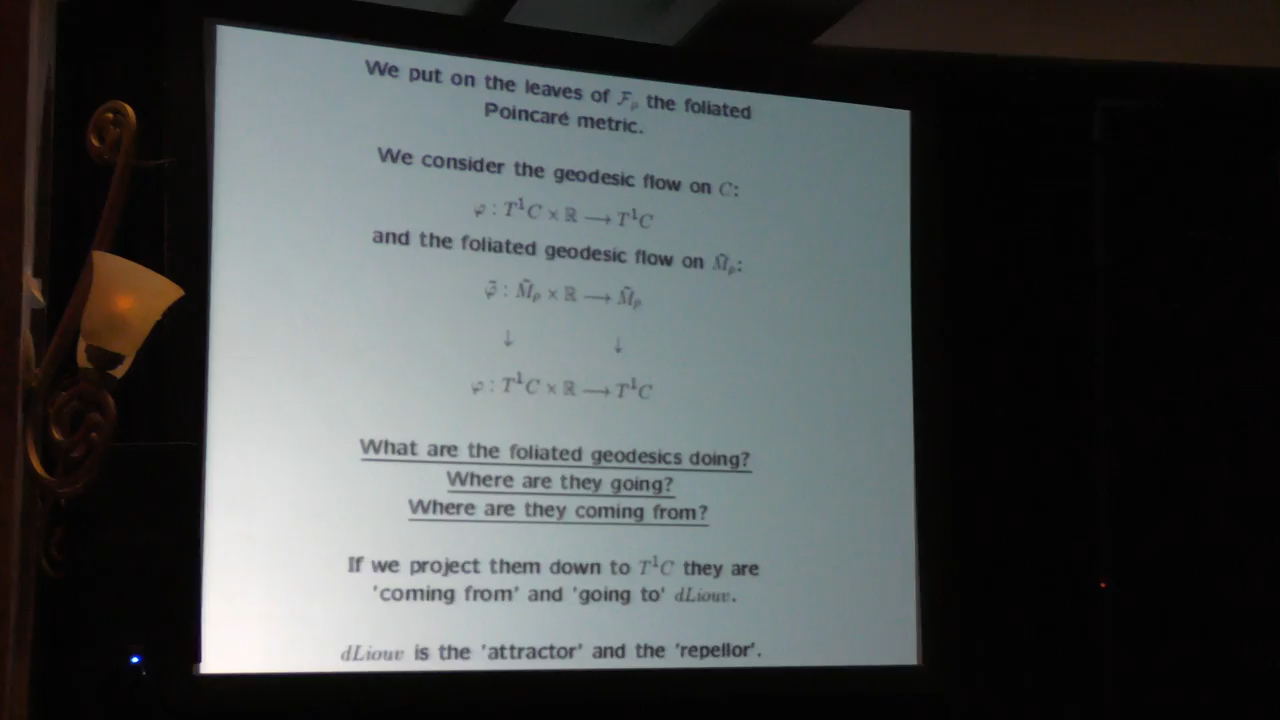 We put on the leaves of ℱ_ρ the foliated
Poincaré metric.
We consider the geodesic flow on C:
φ : T¹C × ℝ ⟶ T¹C
and the foliated geodesic flow on M̃_ρ:
φ̃ : M̃_ρ × ℝ ⟶ M̃_ρ
↓ ↓
φ : T¹C × ℝ ⟶ T¹C
What are the foliated geodesics doing?
Where are they going?
Where are they coming from?
If we project them down to T¹C they are
'coming from' and 'going to' dLiouv.
dLiouv is the 'attractor' and the 'repellor'.